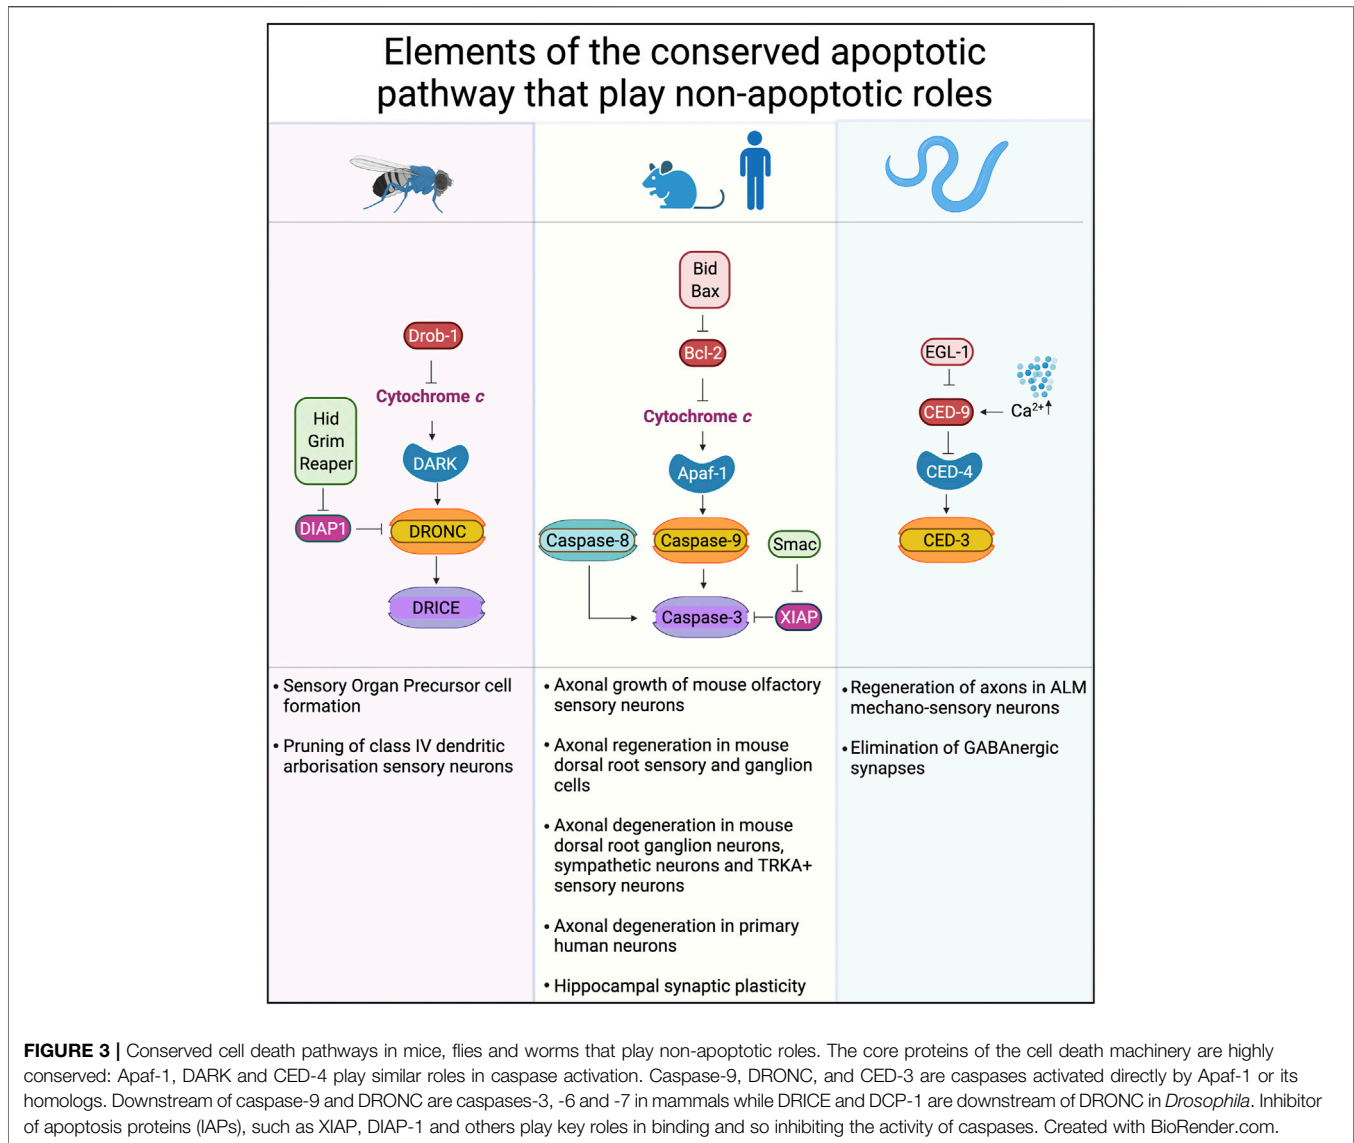 Elements of the conserved apoptotic
pathway that play non-apoptotic roles
Drob-1
Cytochrome c
Hid
Grim
Reaper
DARK
DIAP1
DRONC
DRICE
Bid
Bax
Bcl-2
Cytochrome c
Apaf-1
Caspase-8
Caspase-9
Smac
Caspase-3
XIAP
EGL-1
CED-9
Ca2+↑
CED-4
CED-3
• Sensory Organ Precursor cell
formation
• Pruning of class IV dendritic
arborisation sensory neurons
• Axonal growth of mouse olfactory
sensory neurons
• Axonal regeneration in mouse
dorsal root sensory and ganglion
cells
• Axonal degeneration in mouse
dorsal root ganglion neurons,
sympathetic neurons and TRKA+
sensory neurons
• Axonal degeneration in primary
human neurons
• Hippocampal synaptic plasticity
• Regeneration of axons in ALM
mechano-sensory neurons
• Elimination of GABAnergic
synapses
FIGURE 3 | Conserved cell death pathways in mice, flies and worms that play non-apoptotic roles. The core proteins of the cell death machinery are highly
conserved: Apaf-1, DARK and CED-4 play similar roles in caspase activation. Caspase-9, DRONC, and CED-3 are caspases activated directly by Apaf-1 or its
homologs. Downstream of caspase-9 and DRONC are caspases-3, -6 and -7 in mammals while DRICE and DCP-1 are downstream of DRONC in Drosophila. Inhibitor
of apoptosis proteins (IAPs), such as XIAP, DIAP-1 and others play key roles in binding and so inhibiting the activity of caspases. Created with BioRender.com.